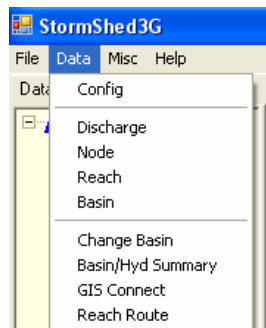 StormShed3G
File Data Misc Help
Data
Config
Discharge
Node
Reach
Basin
Change Basin
Basin/Hyd Summary
GIS Connect
Reach Route